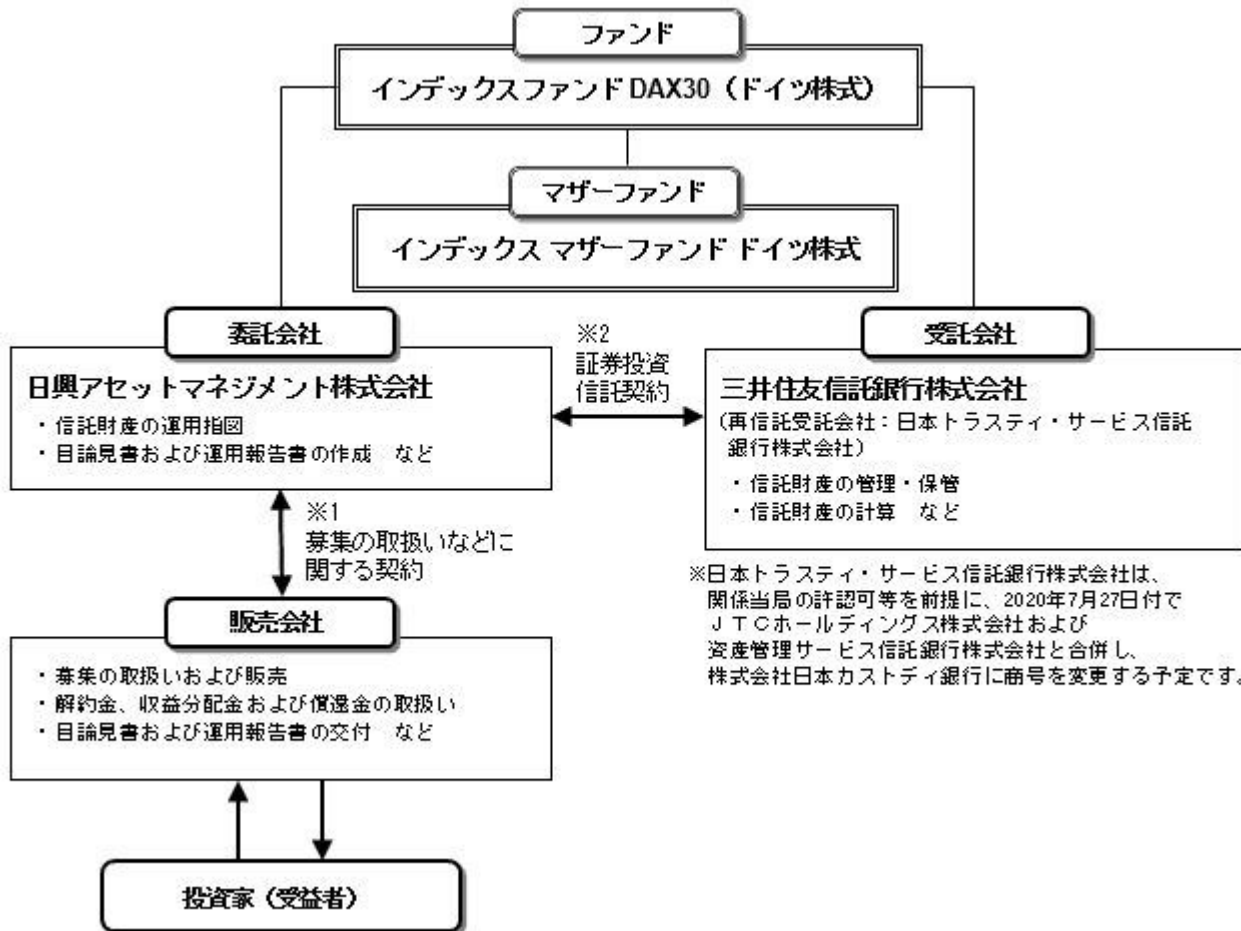 ファンド
インデックスファンド DAX30（ドイツ株式）
マザーファンド
インデックス マザーファンド ドイツ株式
委託会社
日興アセットマネジメント株式会社
・信託財産の運用指図
・目論見書および運用報告書の作成　など
※2
証券投資
信託契約
受託会社
三井住友信託銀行株式会社
（再信託受託会社：日本トラスティ・サービス信託
銀行株式会社）
・信託財産の管理・保管
・信託財産の計算　など
※1
募集の取扱いなどに
関する契約
※日本トラスティ・サービス信託銀行株式会社は、
関係当局の許認可等を前提に、2020年7月27日付で
ＪＴＣホールディングス株式会社および
資産管理サービス信託銀行株式会社と合併し、
株式会社日本カストディ銀行に商号を変更する予定です。
販売会社
・募集の取扱いおよび販売
・解約金、収益分配金および償還金の取扱い
・目論見書および運用報告書の交付　など
投資家（受益者）